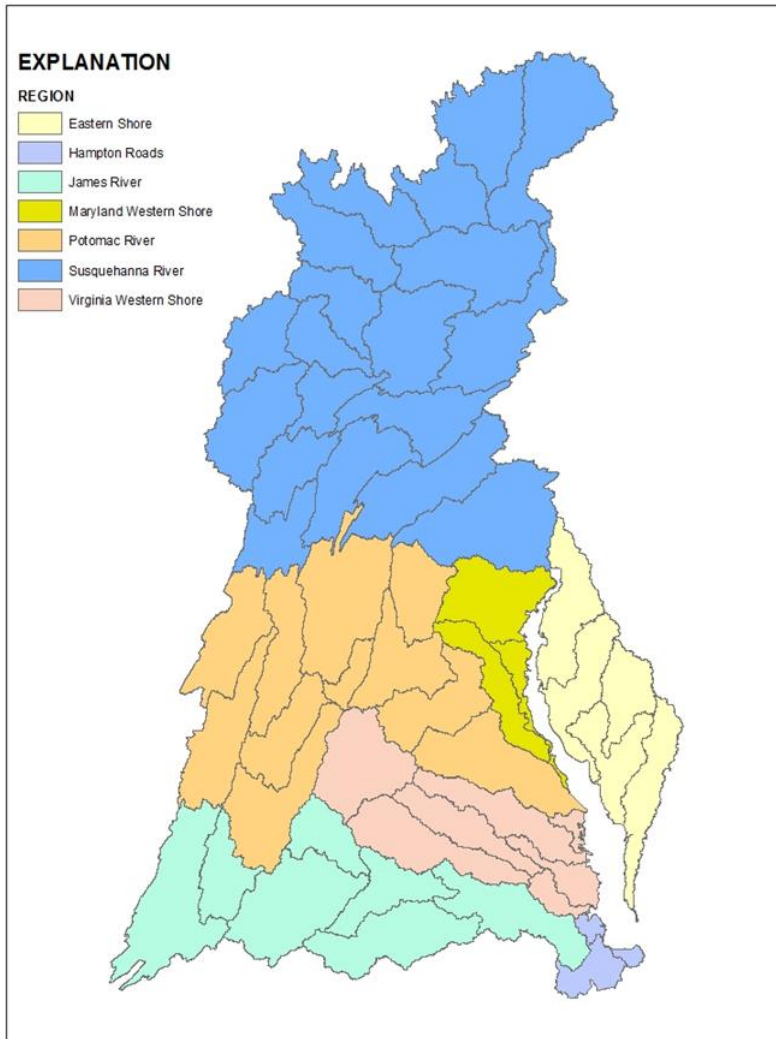 EXPLANATION
REGION
Eastern Shore
Hampton Roads
James River
Maryland Western Shore
Potomac River
Susquehanna River
Virginia Western Shore